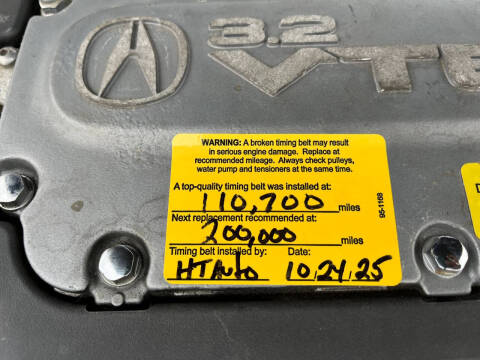 3.2
VTE
WARNING: A broken timing belt may result
in serious engine damage. Replace at
recommended mileage. Always check pulleys,
water pump and tensioners at the same time.
A top-quality timing belt was installed at:
110,700 miles
Next replacement recommended at:
200,000 miles
Timing belt installed by: Date:
HTAuto 10,24,25
95-1168
D